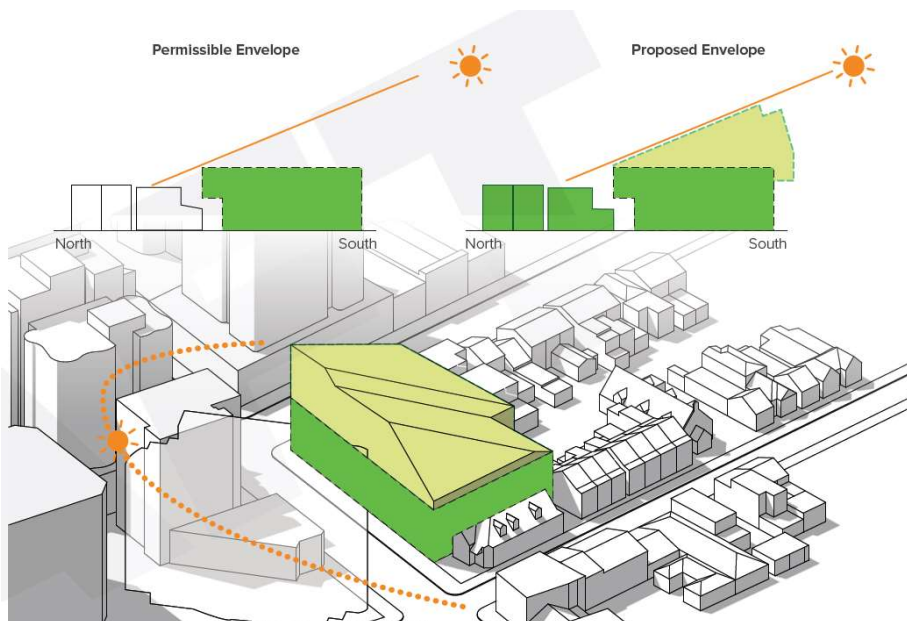 Permissible Envelope
Proposed Envelope
North
South
North
South